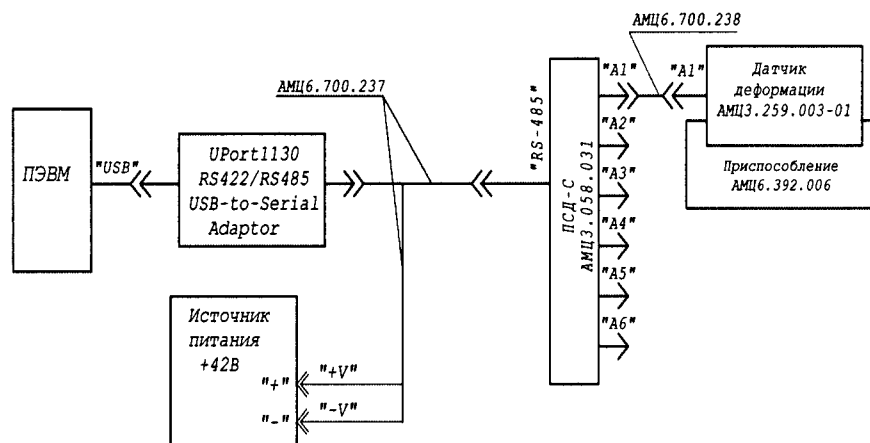 АМЦ6.700.238
АМЦ6.700.237
"RS-485"
"A1"
"A1"
Датчик
деформации
АМЦ3.259.003-01
ПЭВМ
"USB"
UPort1130
RS422/RS485
USB-to-Serial
Adaptor
ПСД-С
АМЦ3.058.031
"A2"
"A3"
"A4"
"A5"
"A6"
Приспособление
АМЦ6.392.006
Источник
питания
+42В
"+"
"+V"
"-"
"-V"